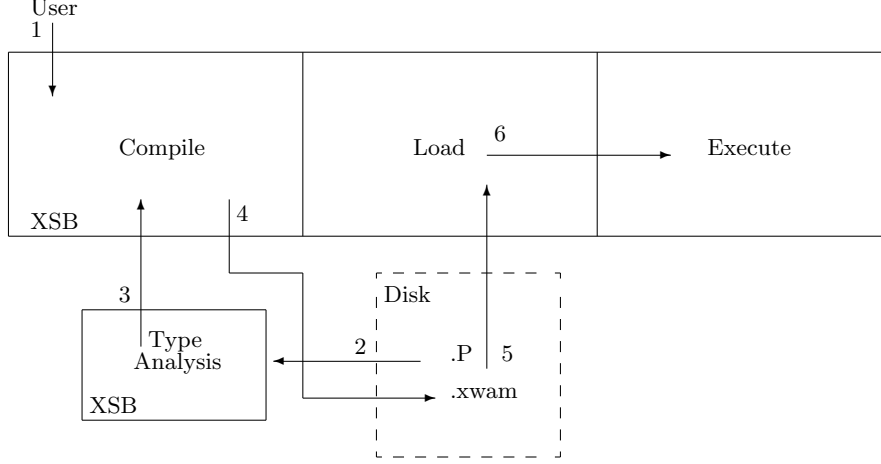 User
1
Compile
Load
6
Execute
XSB
4
3
Disk
Type
Analysis
2
.P
5
.xwam
XSB